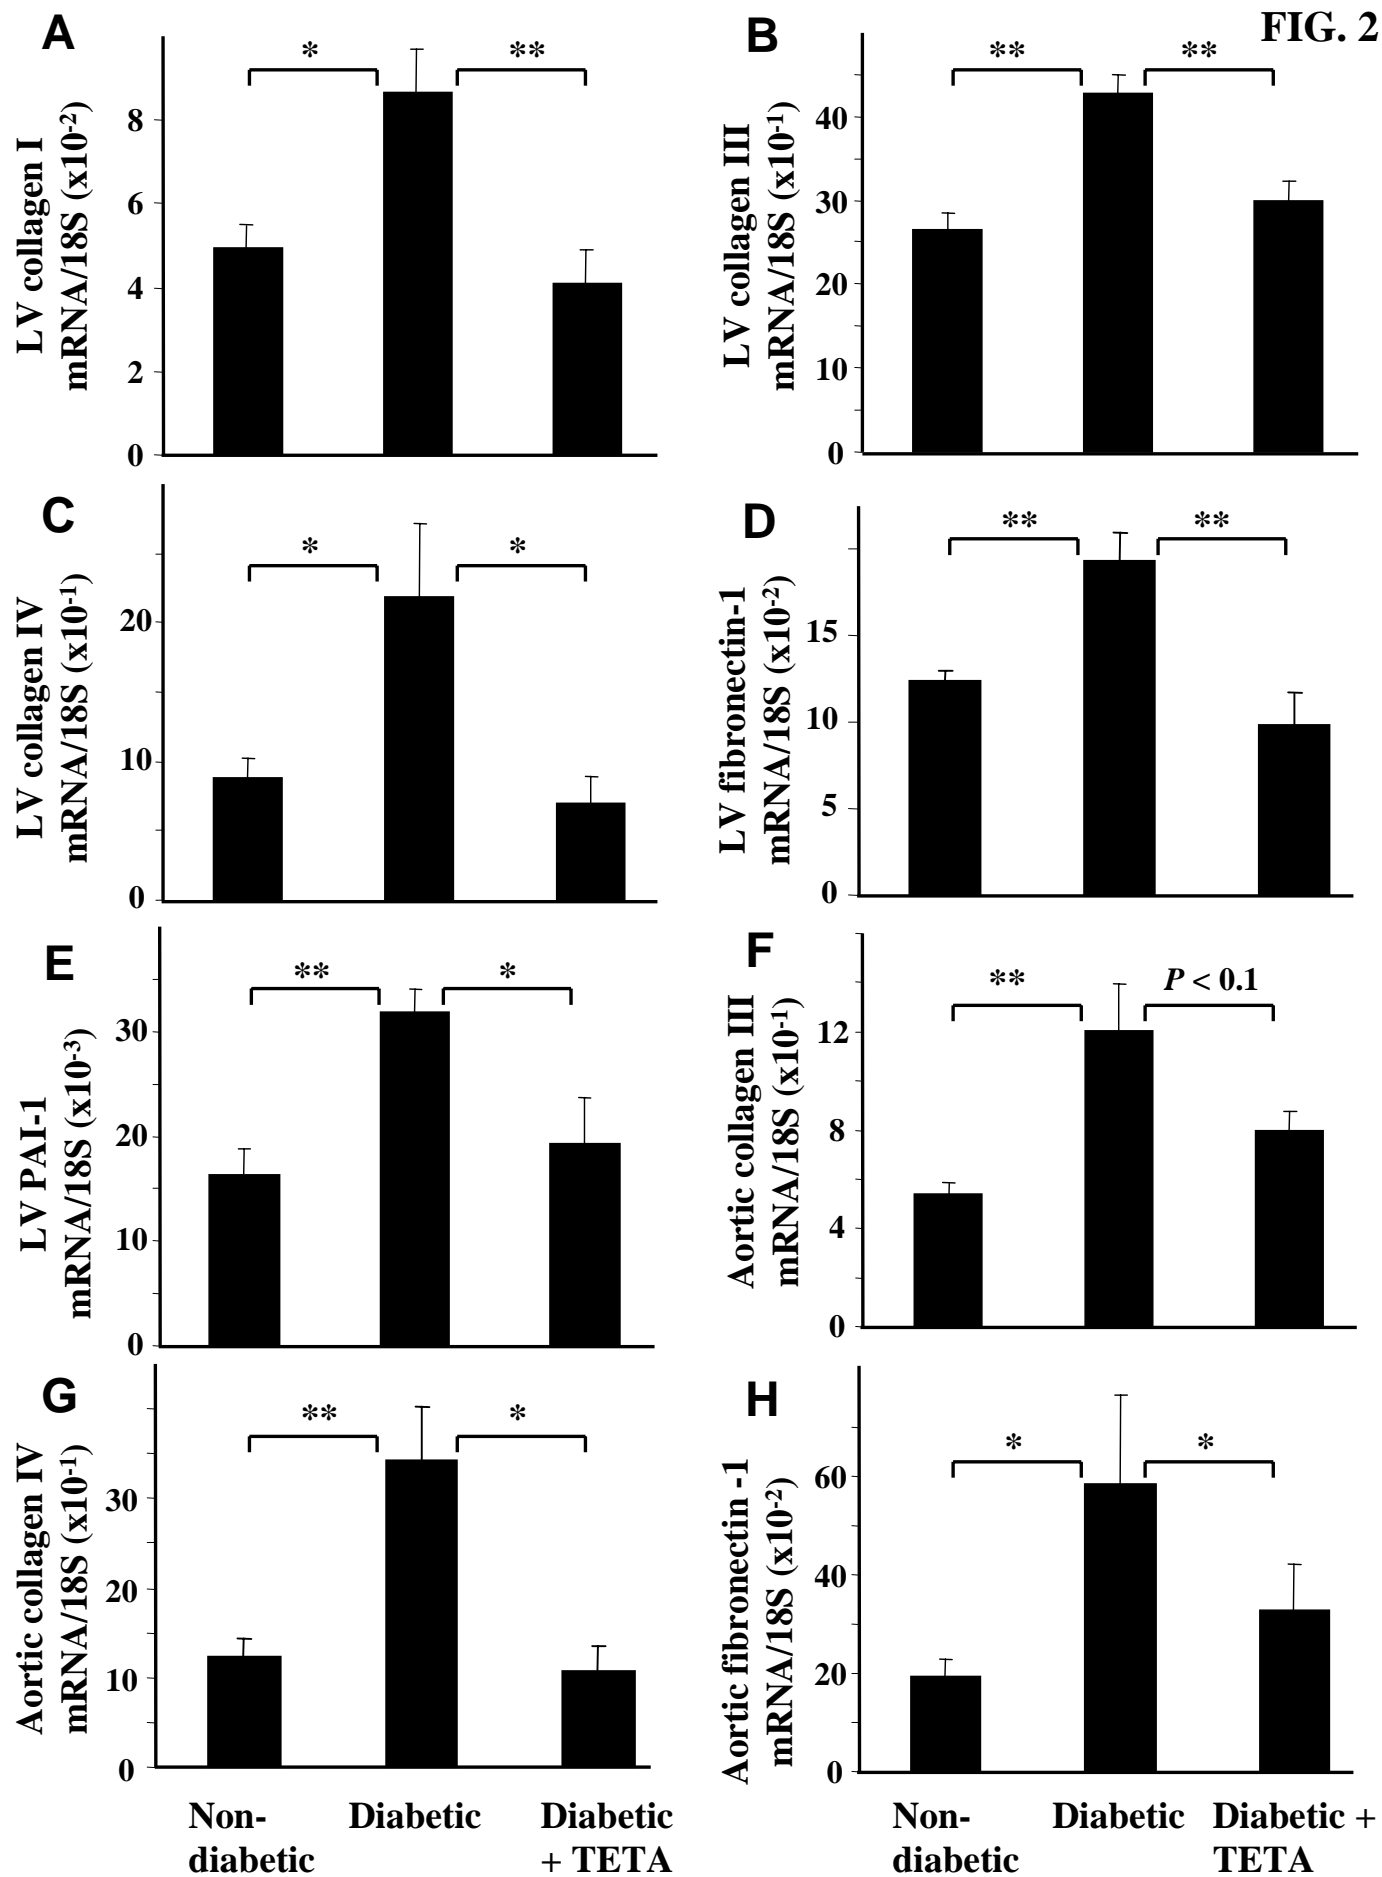 FIG. 2
A
LV collagen I
mRNA/18S (x10-2)
8
6
4
2
0
*
**
B
LV collagen III
mRNA/18S (x10-1)
40
30
20
10
0
**
**
C
LV collagen IV
mRNA/18S (x10-1)
20
10
0
*
*
D
LV fibronectin-1
mRNA/18S (x10-2)
15
10
5
0
**
**
E
LV PAI-1
mRNA/18S (x10-3)
30
20
10
0
**
*
F
Aortic collagen III
mRNA/18S (x10-1)
12
8
4
0
**
P < 0.1
G
Aortic collagen IV
mRNA/18S (x10-1)
30
20
10
0
**
*
H
Aortic fibronectin -1
mRNA/18S (x10-2)
60
40
20
0
*
*
Non-
diabetic
Diabetic
Diabetic
+ TETA
Non-
diabetic
Diabetic
Diabetic +
TETA